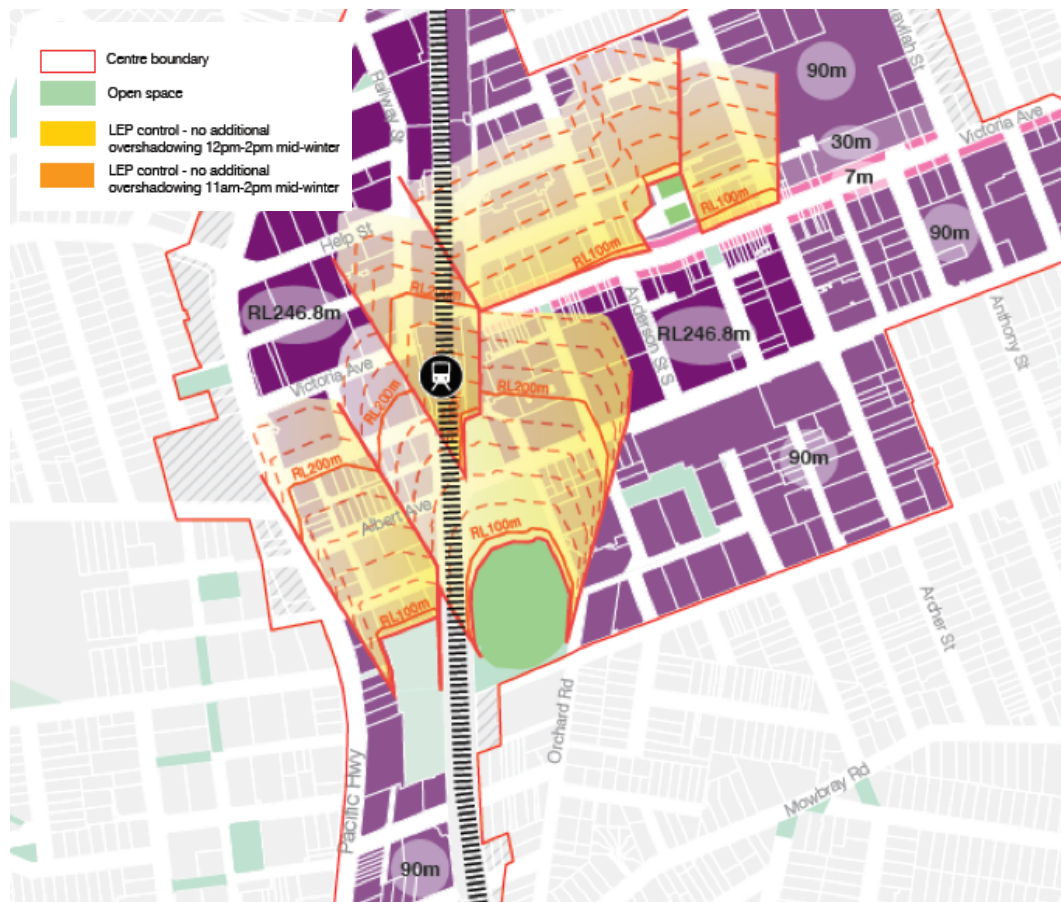 Centre boundary
Open space
LEP control - no additional
overshadowing 12pm-2pm mid-winter
LEP control - no additional
overshadowing 11am-2pm mid-winter
Railway St
90m
30m
Victoria Ave
7m
RL100m
90m
Help St
RL100m
RL246.8m
Anderson St S
RL246.8m
Anthony St
Victoria Ave
RL200m
RL200m
RL200m
90m
Albert Ave
RL100m
RL100m
Archer St
Orchard Rd
Pacific Hwy
Mowbray Rd
90m